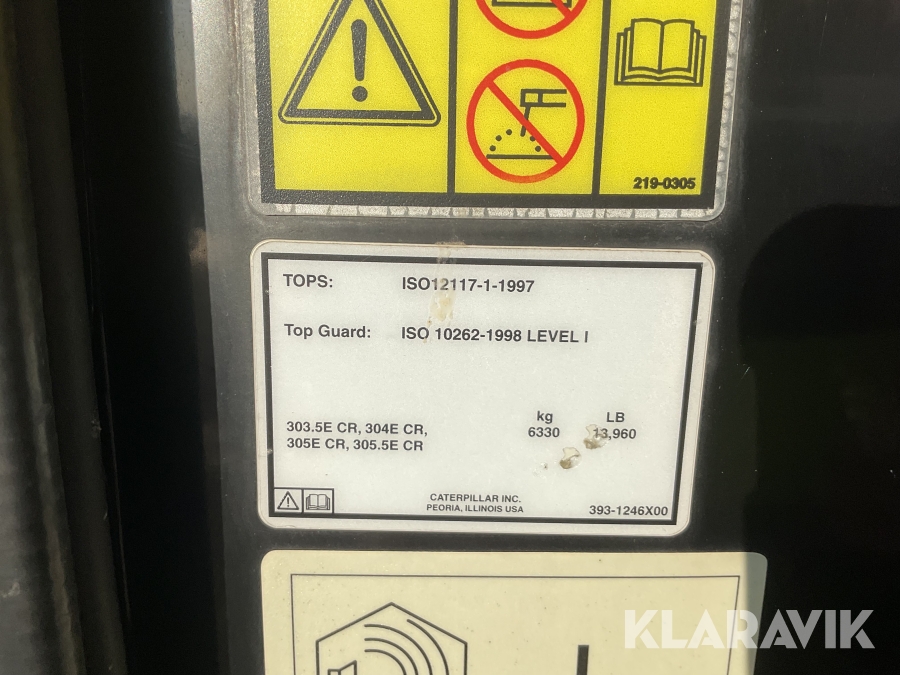 219-0305
TOPS: ISO12117-1-1997
Top Guard: ISO 10262-1998 LEVEL I
kg LB
303.5E CR, 304E CR, 6330 13,960
305E CR, 305.5E CR
CATERPILLAR INC.
PEORIA, ILLINOIS USA 393-1246X00
KLARAVIK